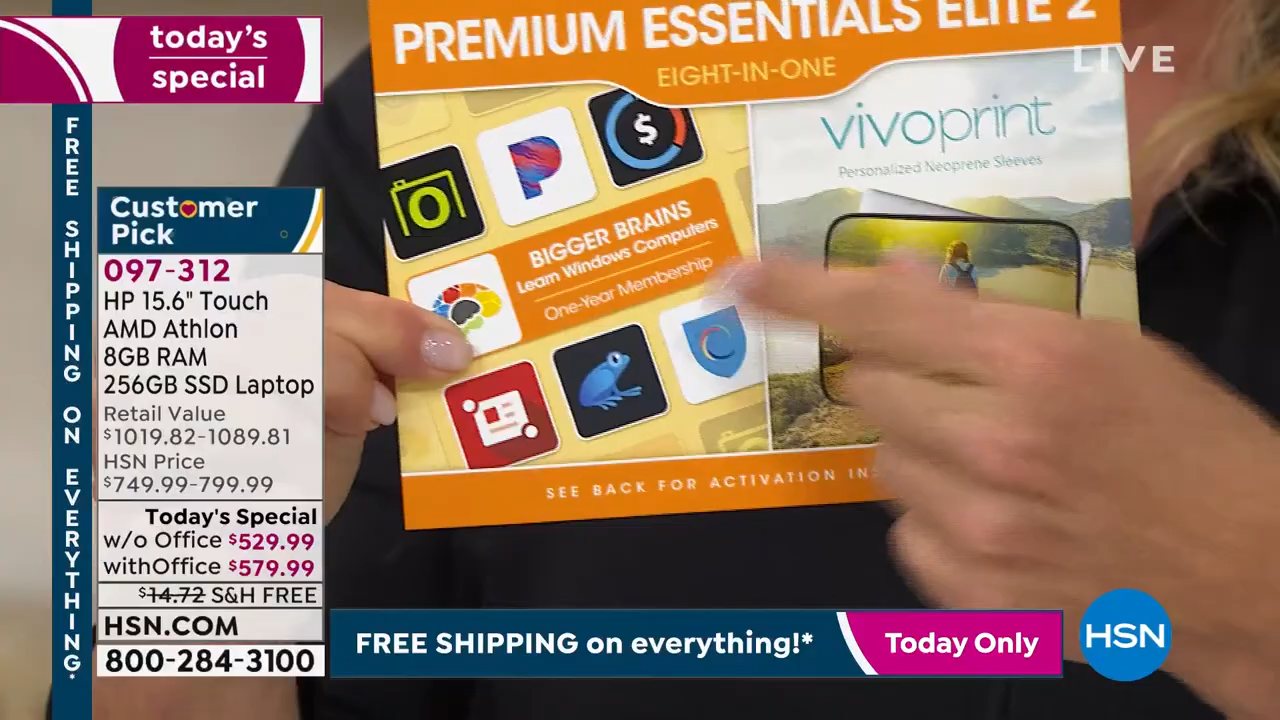 today's
special
FREE SHIPPING ON EVERYTHING.*
Customer
Pick
097-312
HP 15.6" Touch
AMD Athlon
8GB RAM
256GB SSD Laptop
Retail Value
$1019.82-1089.81
HSN Price
$749.99-799.99
Today's Special
w/o Office $529.99
withOffice $579.99
$14.72 S&H FREE
HSN.COM
800-284-3100
PREMIUM ESSENTIALS ELITE 2
EIGHT-IN-ONE
LIVE
vivoprint
Personalized Neoprene Sleeves
$
P
O
BIGGER BRAINS
Learn Windows Computers
One-Year Membership
SEE BACK FOR ACTIVATION
FREE SHIPPING on everything!*
Today Only
HSN